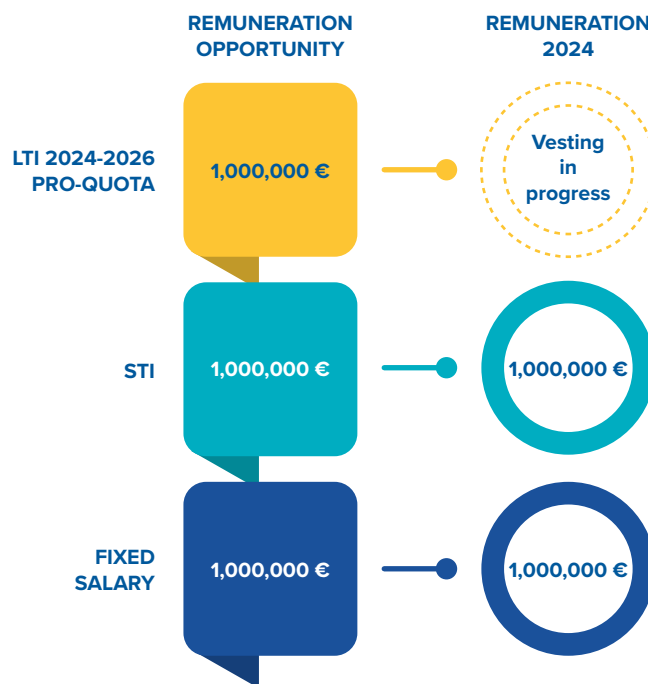 REMUNERATION
OPPORTUNITY
REMUNERATION
2024
LTI 2024-2026
PRO-QUOTA
1,000,000 €
Vesting
in
progress
STI
1,000,000 €
1,000,000 €
FIXED
SALARY
1,000,000 €
1,000,000 €